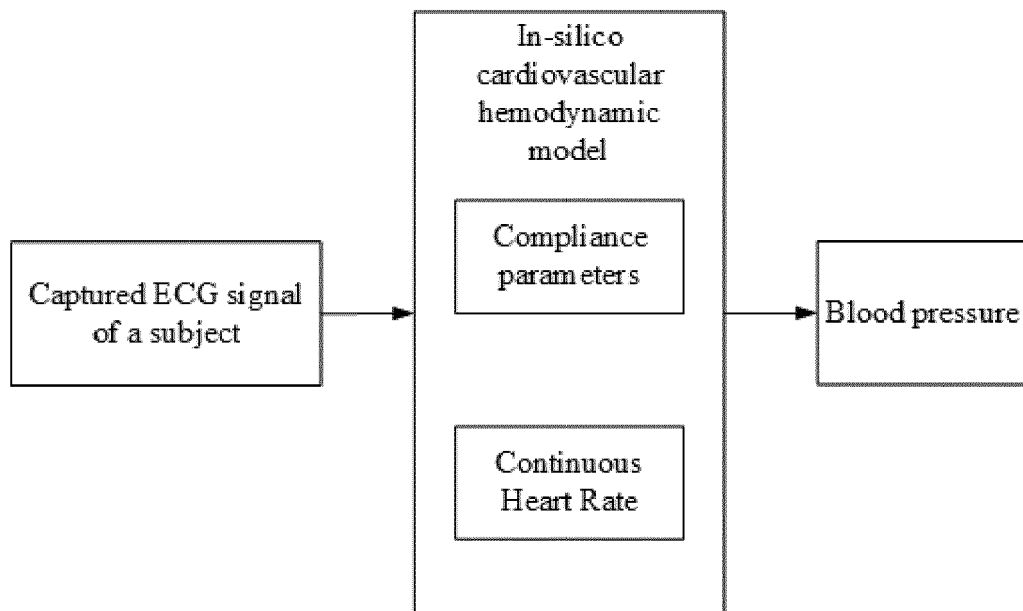 Captured ECG signal
of a subject
In-silico
cardiovascular
hemodynamic
model
Compliance
parameters
Continuous
Heart Rate
Blood pressure